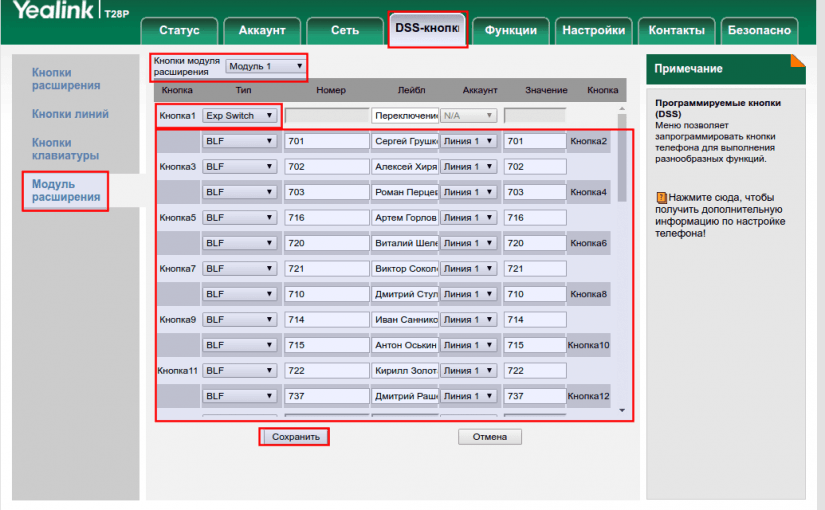 Yealink T28P
Статус Аккаунт Сеть DSS-кнопк Функции Настройки Контакты Безопасно
Кнопки
расширения
Кнопки линий
Кнопки
клавиатуры
Модуль
расширения
Кнопки модуля
расширения Модуль 1
Кнопка Тип Номер Лейбл Аккаунт Значение Кнопка
Кнопка1 Exp Switch Переключени N/A
BLF 701 Сергей Грушк Линия 1 701 Кнопка2
Кнопка3 BLF 702 Алексей Хиря Линия 1 702
BLF 703 Роман Перцев Линия 1 703 Кнопка4
Кнопка5 BLF 716 Артем Горлов Линия 1 716
BLF 720 Виталий Шепе Линия 1 720 Кнопка6
Кнопка7 BLF 721 Виктор Сокол Линия 1 721
BLF 710 Дмитрий Стул Линия 1 710 Кнопка8
Кнопка9 BLF 714 Иван Саннико Линия 1 714
BLF 715 Антон Оськин Линия 1 715 Кнопка10
Кнопка11 BLF 722 Кирилл Золот Линия 1 722
BLF 737 Дмитрий Раш Линия 1 737 Кнопка12
Сохранить Отмена
Примечание
Программируемые кнопки
(DSS)
Меню позволяет
запрограммировать кнопки
телефона для выполнения
разнообразных функций.
Нажмите сюда, чтобы
получить дополнительную
информацию по настройке
телефона!